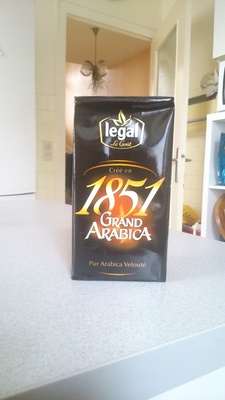 legal
Le Goût
Créé en
1851
GRAND
ARABICA
Pur Arabica Velouté